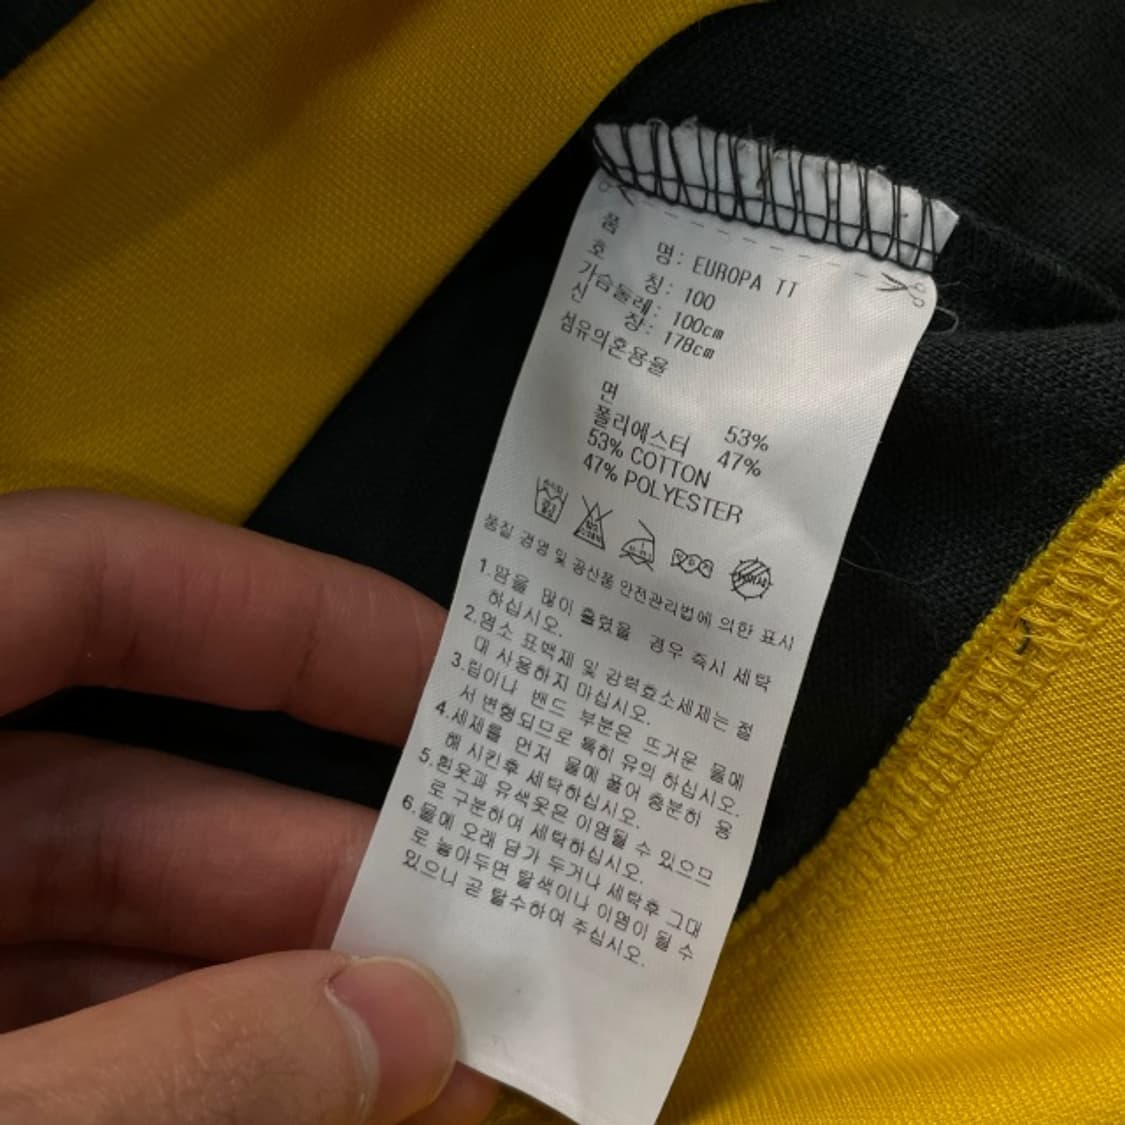 품 명: EUROPA TT
호 칭: 100
가슴둘레: 100cm
신 장: 178cm
섬유의혼용율
면 53%
폴리에스터 47%
53% COTTON
47% POLYESTER
품질 경영 및 공산품 안전관리법에 의한 표시
1.땀을 많이 흘렸을 경우 즉시 세탁
하십시오.
2.염소 표백제 및 강력효소세제는 절
대 사용하지 마십시오.
3.립이나 밴드 부분은 뜨거운 물에
서 변형되므로 특히 유의 하십시오.
4.세제를 먼저 물에 풀어 충분히 용
해 시킨후 세탁하십시오.
5.흰옷과 유색옷은 이염될 수 있으므
로 구분하여 세탁하십시오.
6.물에 오래 담가 두거나 세탁후 그대
로 놓아두면 탈색이나 이염이 될 수
있으니 곧 탈수하여 주십시오.